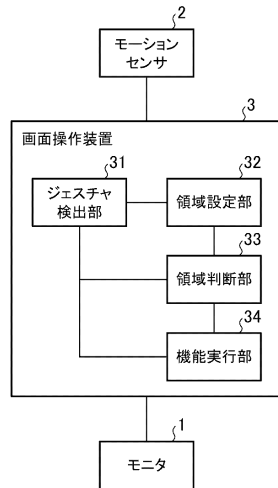 2
モーション
センサ
3
画面操作装置
31
ジェスチャ
検出部
32
領域設定部
33
領域判断部
34
機能実行部
1
モニタ